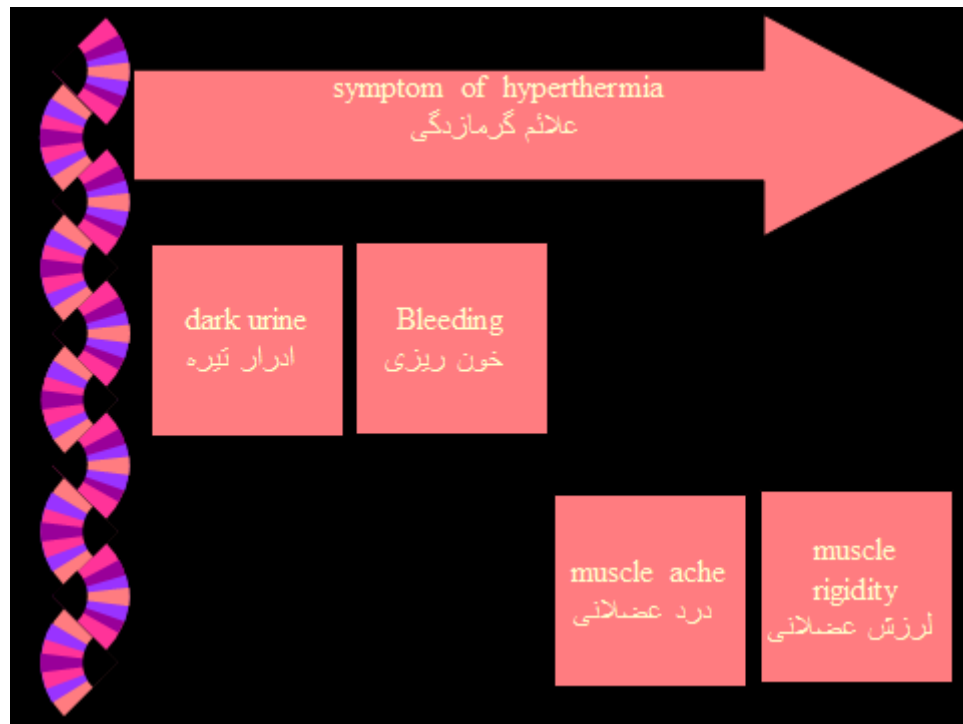 symptom of hyperthermia
علائم گرمازدگی
dark urine
ادرار تیره
Bleeding
خون ریزی
muscle ache
درد عضلانی
muscle
rigidity
لرزش عضلانی